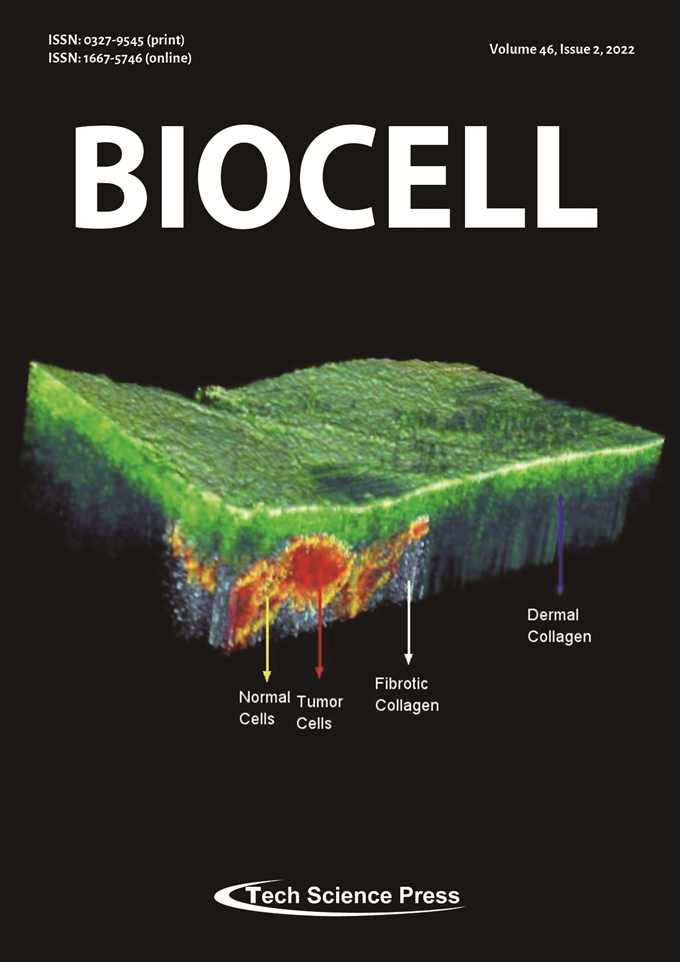 ISSN: 0327-9545 (print)
ISSN: 1667-5746 (online)
Volume 46, Issue 2, 2022
BIOCELL
Dermal
Collagen
Fibrotic
Collagen
Normal
Cells
Tumor
Cells
Tech Science Press